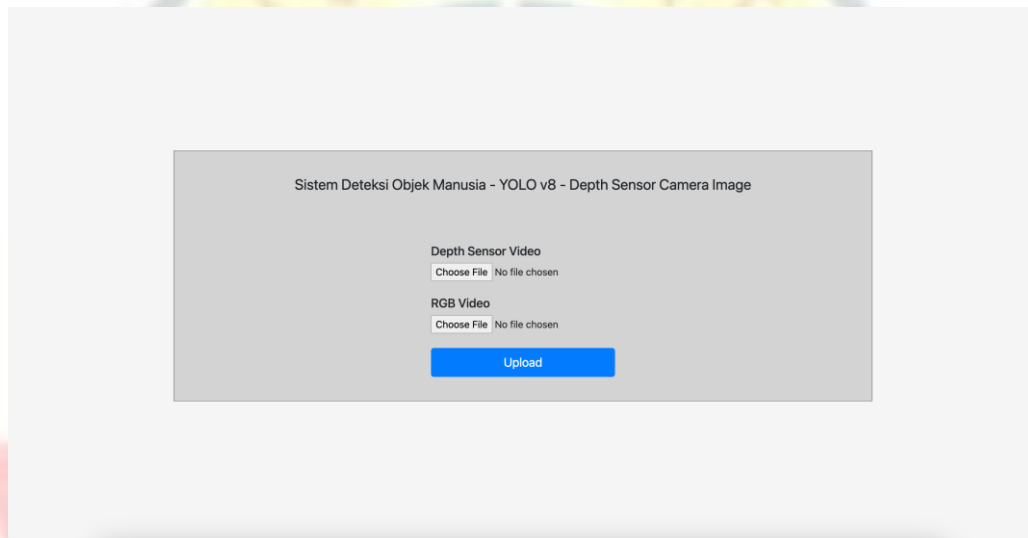 Sistem Deteksi Objek Manusia - YOLO v8 - Depth Sensor Camera Image
Depth Sensor Video
Choose File No file chosen
RGB Video
Choose File No file chosen
Upload